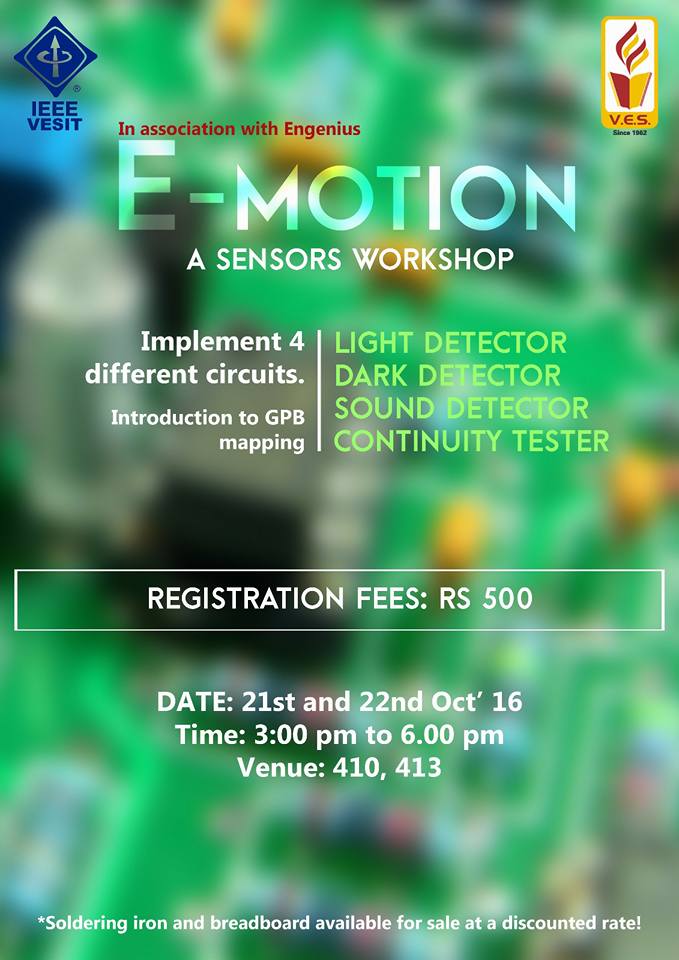 IEEE
VESIT
V.E.S.
Since 1962
In association with Engenius
E-MOTION
A SENSORS WORKSHOP
Implement 4
different circuits.
Introduction to GPB
mapping
LIGHT DETECTOR
DARK DETECTOR
SOUND DETECTOR
CONTINUITY TESTER
REGISTRATION FEES: RS 500
DATE: 21st and 22nd Oct’ 16
Time: 3:00 pm to 6.00 pm
Venue: 410, 413
*Soldering iron and breadboard available for sale at a discounted rate!